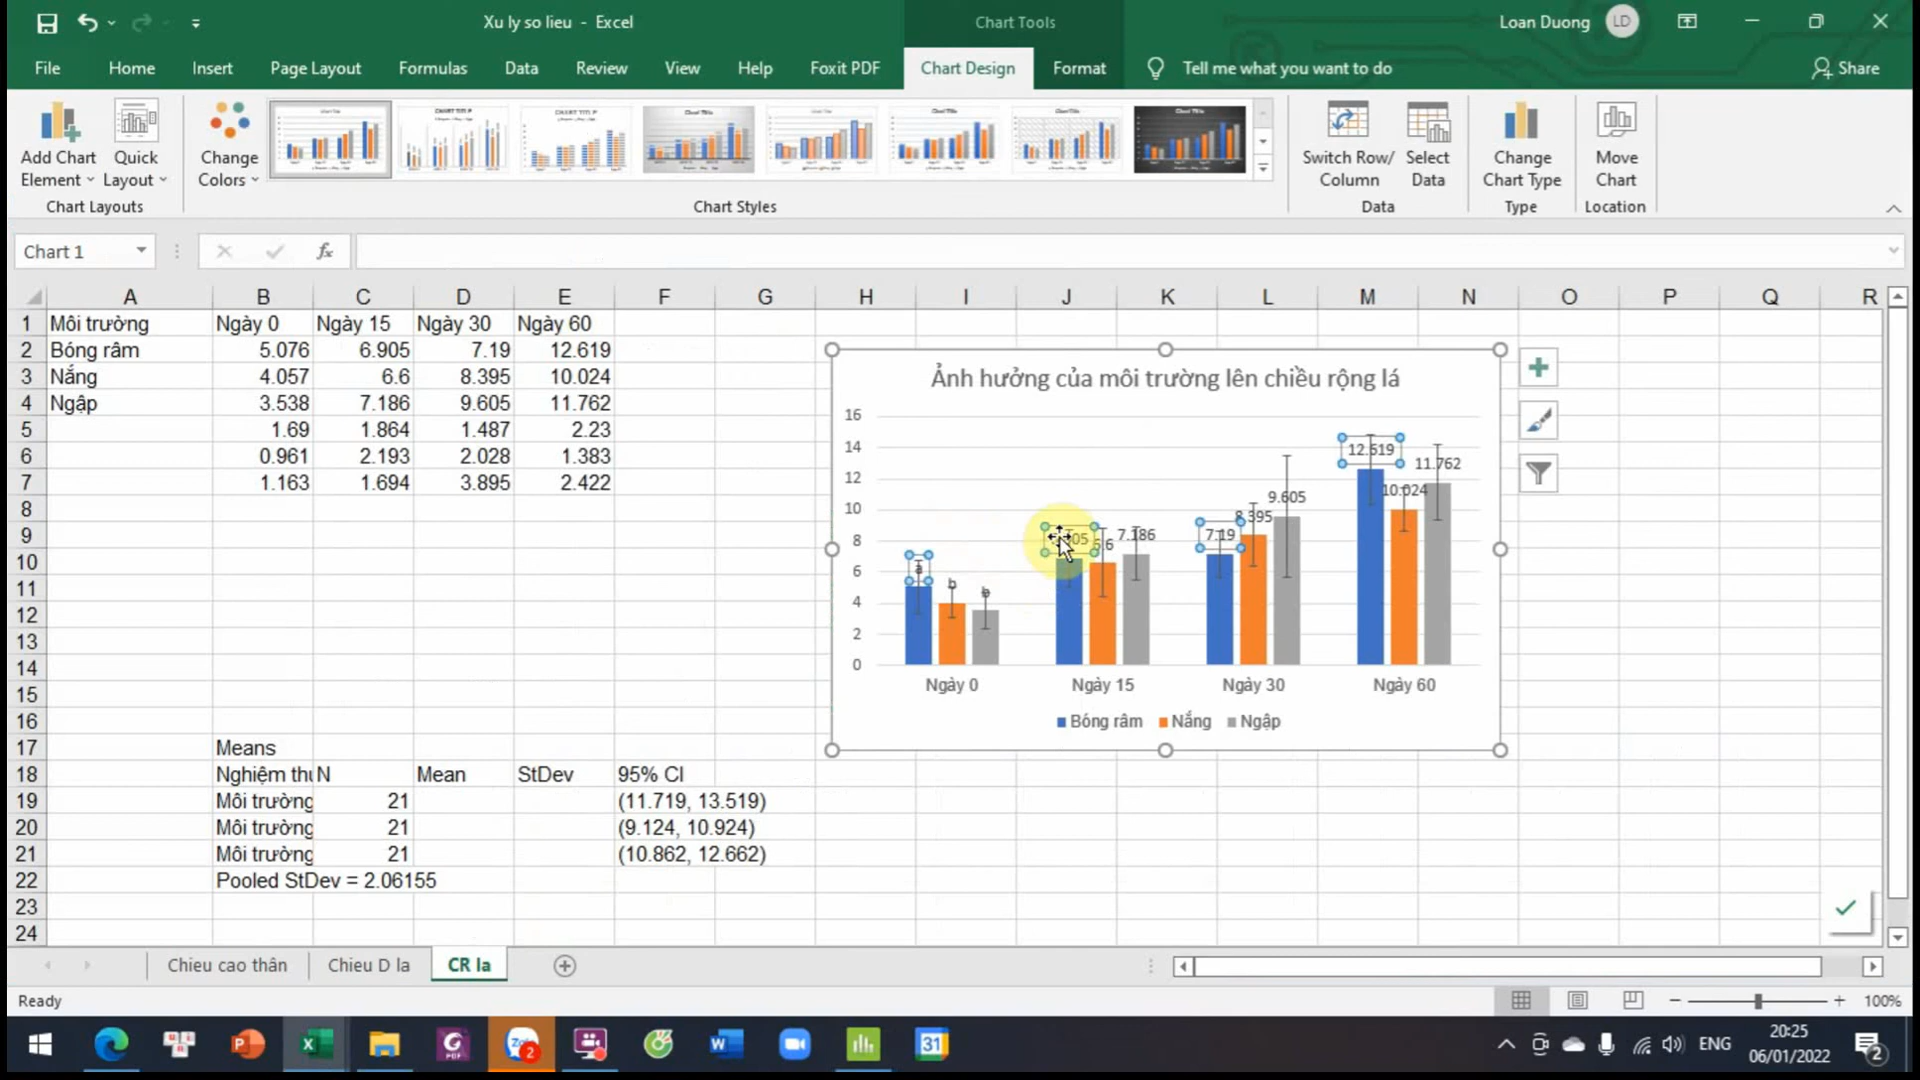 Xu ly so lieu - Excel
Chart Tools
Loan Duong
LD
File Home Insert Page Layout Formulas Data Review View Help Foxit PDF Chart Design Format Tell me what you want to do Share
Add Chart Element
Quick Layout
Change Colors
Switch Row/ Column
Select Data
Change Chart Type
Move Chart
Chart Layouts Chart Styles Data Type Location
Chart 1 fx
A B C D E F G H I J K L M N O P Q R
1 Môi trường Ngày 0 Ngày 15 Ngày 30 Ngày 60
2 Bóng râm 5.076 6.905 7.19 12.619
3 Nắng 4.057 6.6 8.395 10.024
4 Ngập 3.538 7.186 9.605 11.762
5 1.69 1.864 1.487 2.23
6 0.961 2.193 2.028 1.383
7 1.163 1.694 3.895 2.422
8
9
10
11
12
13
14
15
16
17 Means
18 Nghiệm thu N Mean StDev 95% CI
19 Môi trường 21 (11.719, 13.519)
20 Môi trường 21 (9.124, 10.924)
21 Môi trường 21 (10.862, 12.662)
22 Pooled StDev = 2.06155
23
24
Ảnh hưởng của môi trường lên chiều rộng lá
16
14
12
10
8
6
4
2
0
a b
7.186
7.19 8.395 9.605
12.619 10.024 11.762
Ngày 0 Ngày 15 Ngày 30 Ngày 60
Bóng râm Nắng Ngập
Chieu cao thân Chieu D la CR la
Ready 100%
ENG
20:25
06/01/2022
31
2
2